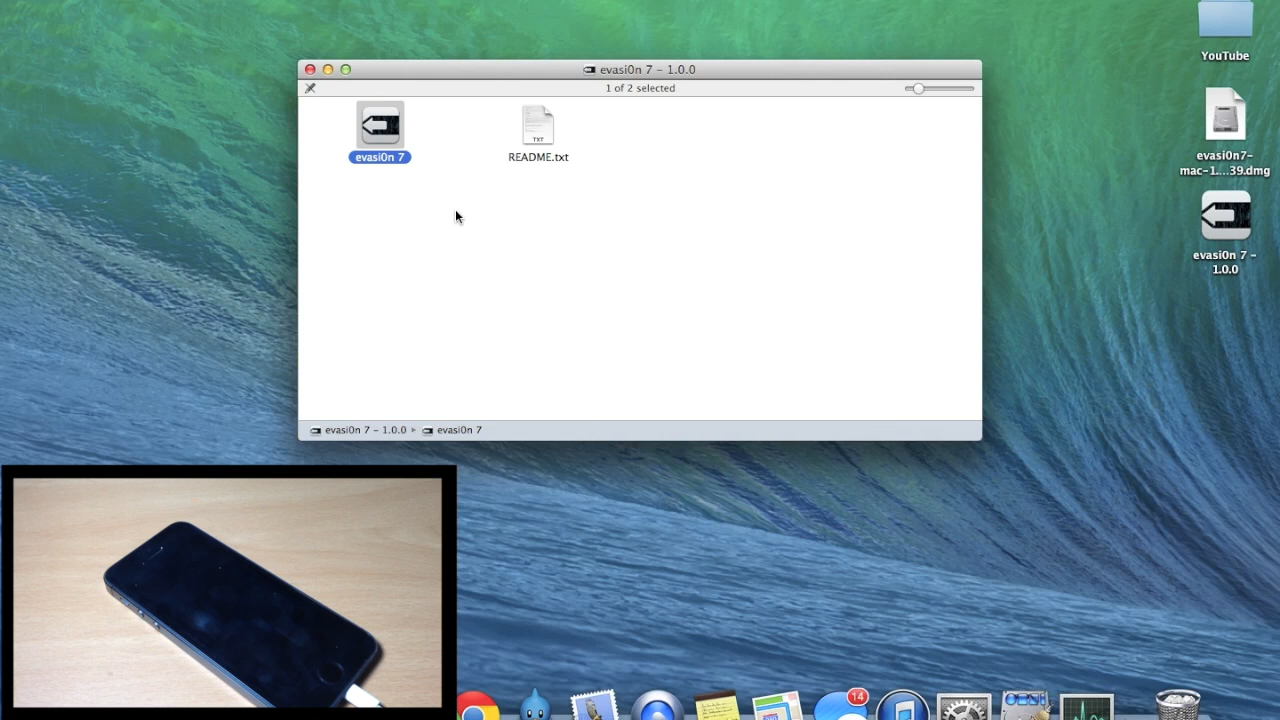 evasi0n 7 – 1.0.0
1 of 2 selected
evasi0n 7
TXT
README.txt
evasi0n 7 – 1.0.0 ▸ evasi0n 7
YouTube
evasi0n7-
mac-1....39.dmg
evasi0n 7 –
1.0.0
14